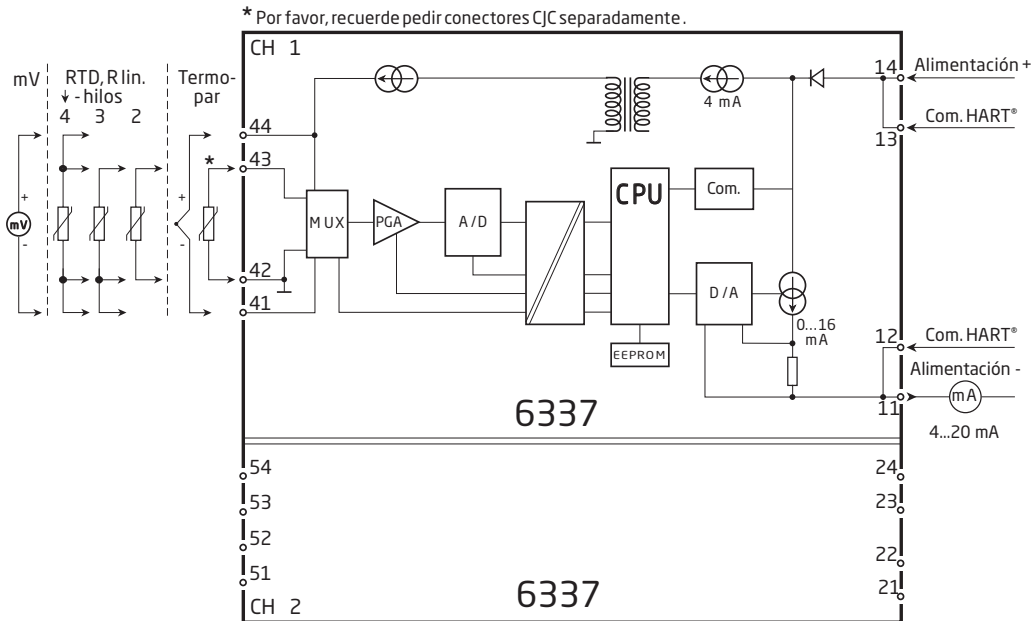 * Por favor, recuerde pedir conectores CJC separadamente.
CH 1
mV
RTD, R lin.
↓ - hilos
4 3 2
Termo-
par
*
44
43
42
41
+
-
mV
+
-
MUX
PGA
A/D
CPU
Com.
D/A
EEPROM
4 mA
0...16
mA
14
Alimentación +
Com. HART®
13
12
Com. HART®
Alimentación -
11
mA
4...20 mA
6337
54
53
52
51
24
23
22
21
CH 2
6337